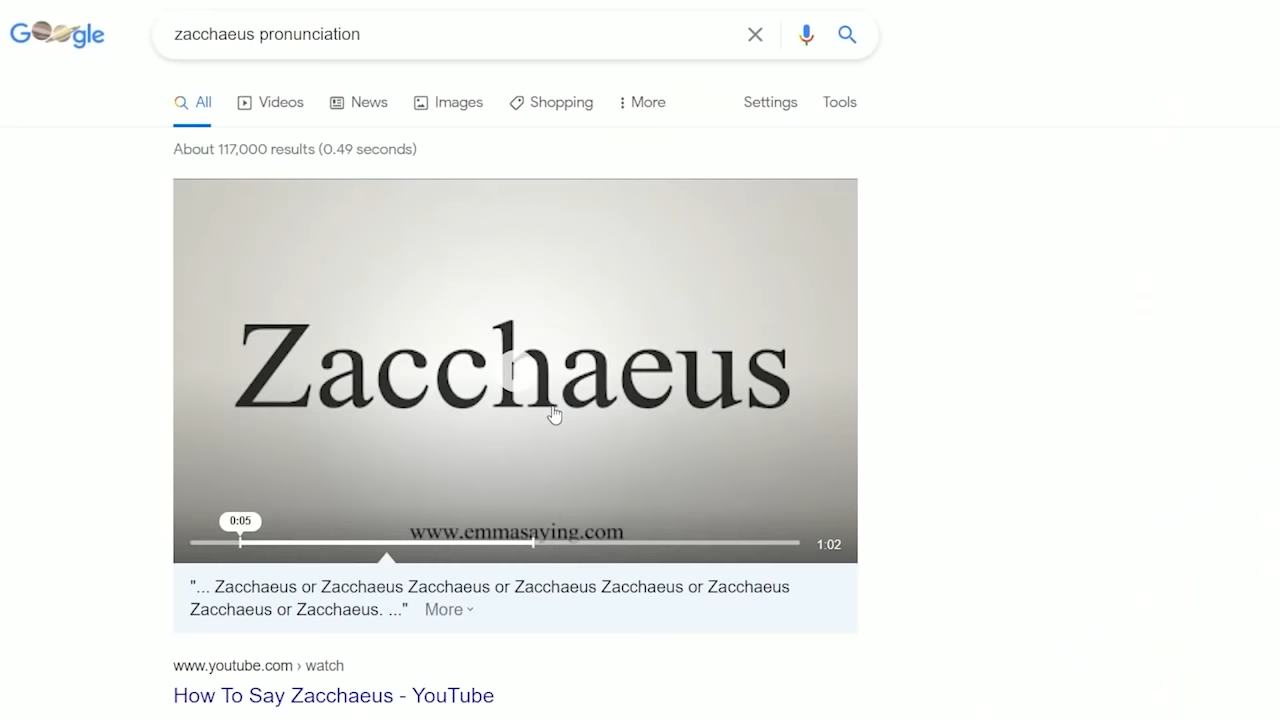 Google
zacchaeus pronunciation
All Videos News Images Shopping More Settings Tools
About 117,000 results (0.49 seconds)
Zacchaeus
0:05
www.emmasaying.com
1:02
"... Zacchaeus or Zacchaeus Zacchaeus or Zacchaeus Zacchaeus or Zacchaeus
Zacchaeus or Zacchaeus. ..." More
www.youtube.com › watch
How To Say Zacchaeus - YouTube